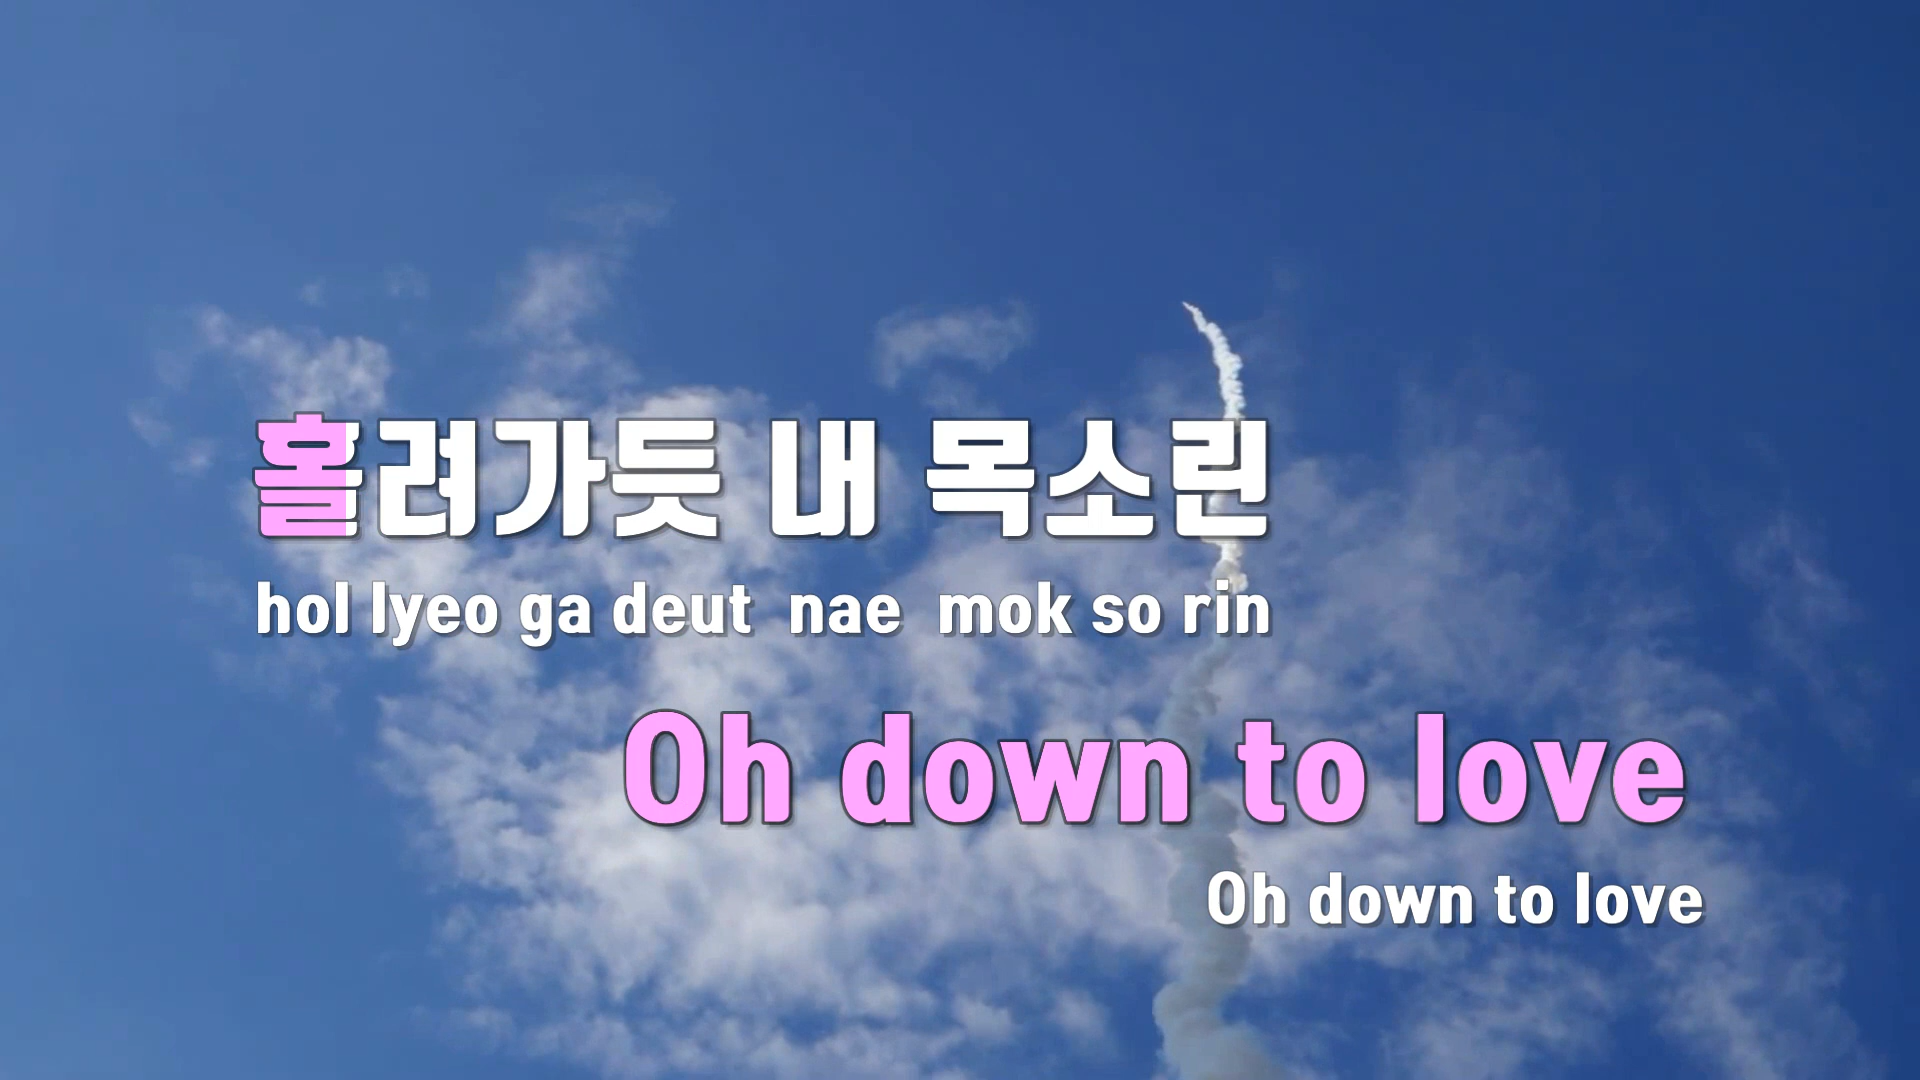 홀려가듯 내 목소린
hol lyeo ga deut nae mok so rin
Oh down to love
Oh down to love